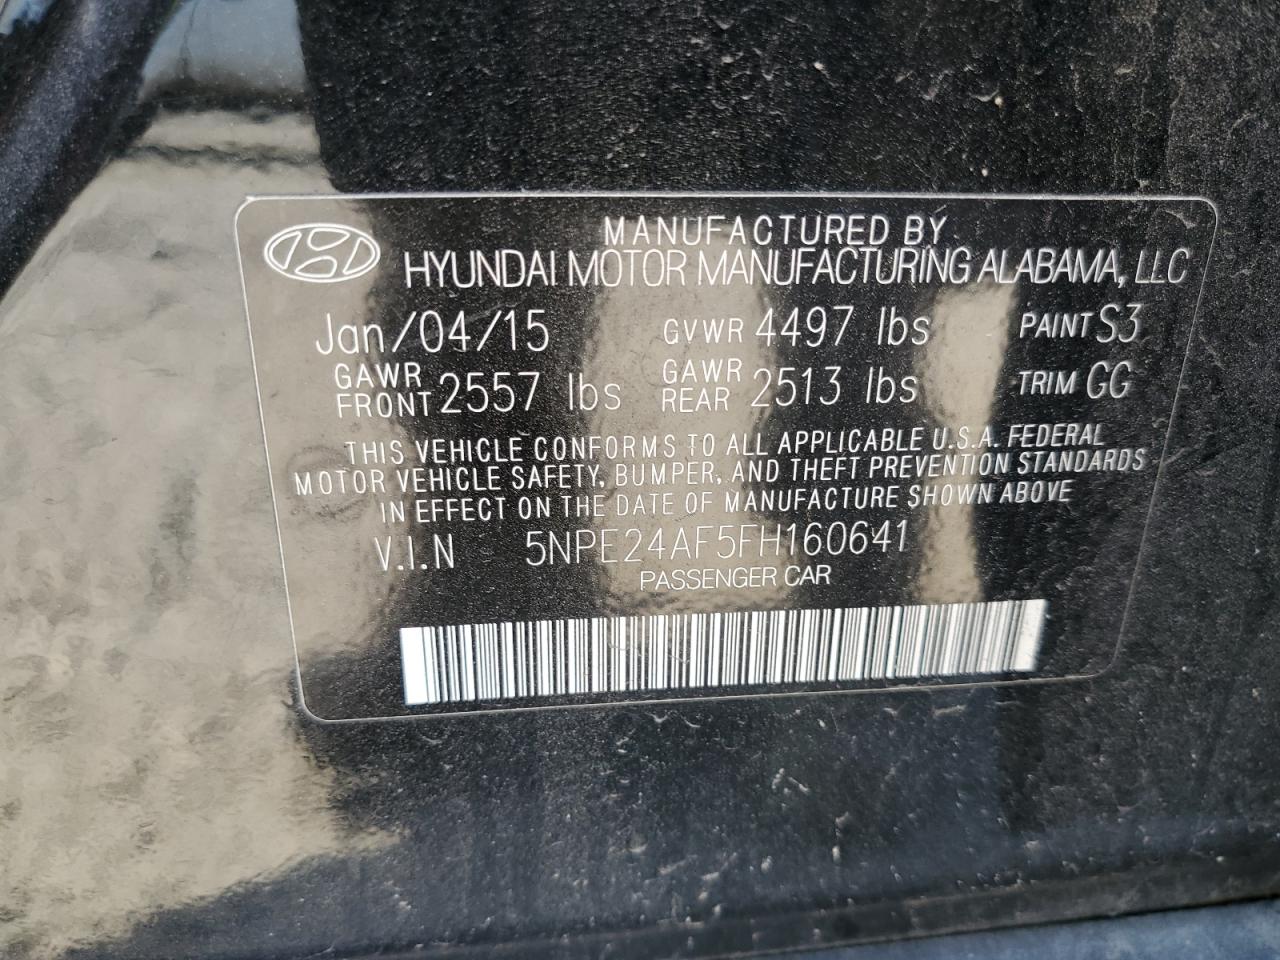 MANUFACTURED BY
HYUNDAI MOTOR MANUFACTURING ALABAMA, LLC
Jan/04/15 GVWR 4497 lbs PAINT S3
GAWR FRONT 2557 lbs GAWR REAR 2513 lbs TRIM GG
THIS VEHICLE CONFORMS TO ALL APPLICABLE U.S.A. FEDERAL
MOTOR VEHICLE SAFETY, BUMPER, AND THEFT PREVENTION STANDARDS
IN EFFECT ON THE DATE OF MANUFACTURE SHOWN ABOVE
V.I.N 5NPE24AF5FH160641
PASSENGER CAR